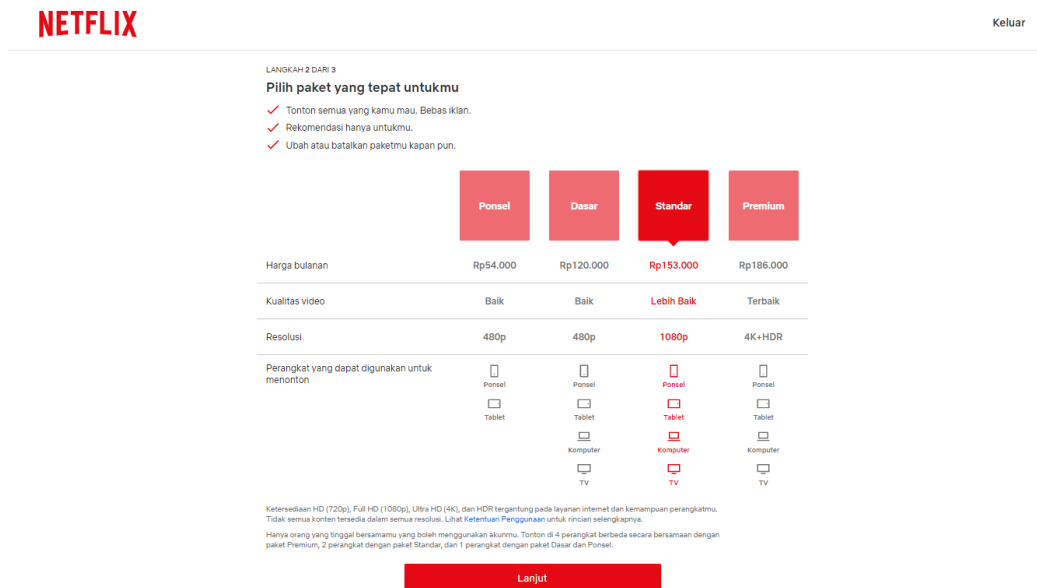 NETFLIX
Keluar
LANGKAH 2 DARI 3
Pilih paket yang tepat untukmu
Tonton semua yang kamu mau. Bebas iklan.
Rekomendasi hanya untukmu.
Ubah atau batalkan paketmu kapan pun.
Ponsel Dasar Standar Premium
Harga bulanan Rp54.000 Rp120.000 Rp153.000 Rp186.000
Kualitas video Baik Baik Lebih Baik Terbaik
Resolusi 480p 480p 1080p 4K+HDR
Perangkat yang dapat digunakan untuk
menonton
Ponsel Ponsel Ponsel Ponsel
Tablet Tablet Tablet Tablet
Komputer Komputer Komputer
TV TV TV
Ketersediaan HD (720p), Full HD (1080p), Ultra HD (4K), dan HDR tergantung pada layanan internet dan kemampuan perangkatmu.
Tidak semua konten tersedia dalam semua resolusi. Lihat Ketentuan Penggunaan untuk rincian selengkapnya.
Hanya orang yang tinggal bersamamu yang boleh menggunakan akunmu. Tonton di 4 perangkat berbeda secara bersamaan dengan
paket Premium, 2 perangkat dengan paket Standar, dan 1 perangkat dengan paket Dasar dan Ponsel.
Lanjut